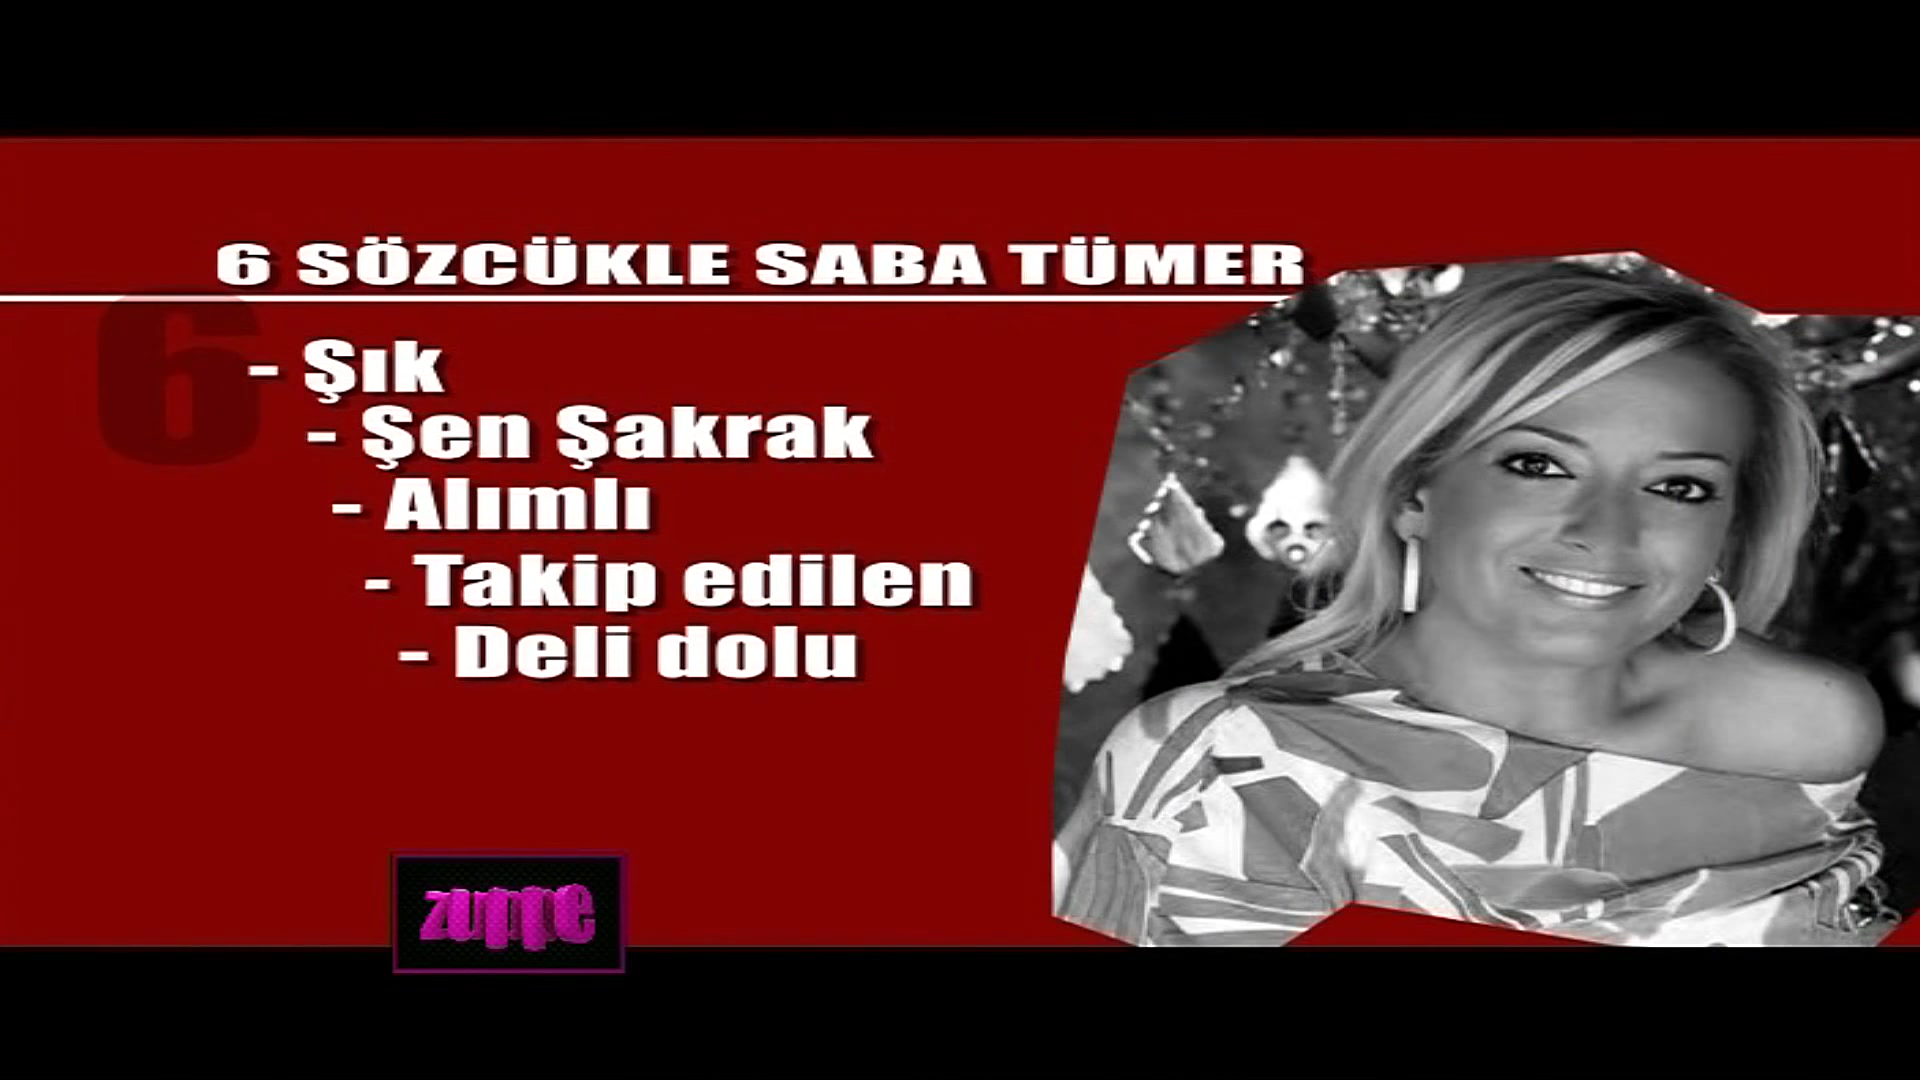 6 SÖZCÜKLE SABA TÜMER
6
- Şık
- Şen Şakrak
- Alımlı
- Takip edilen
- Deli dolu
zuppe